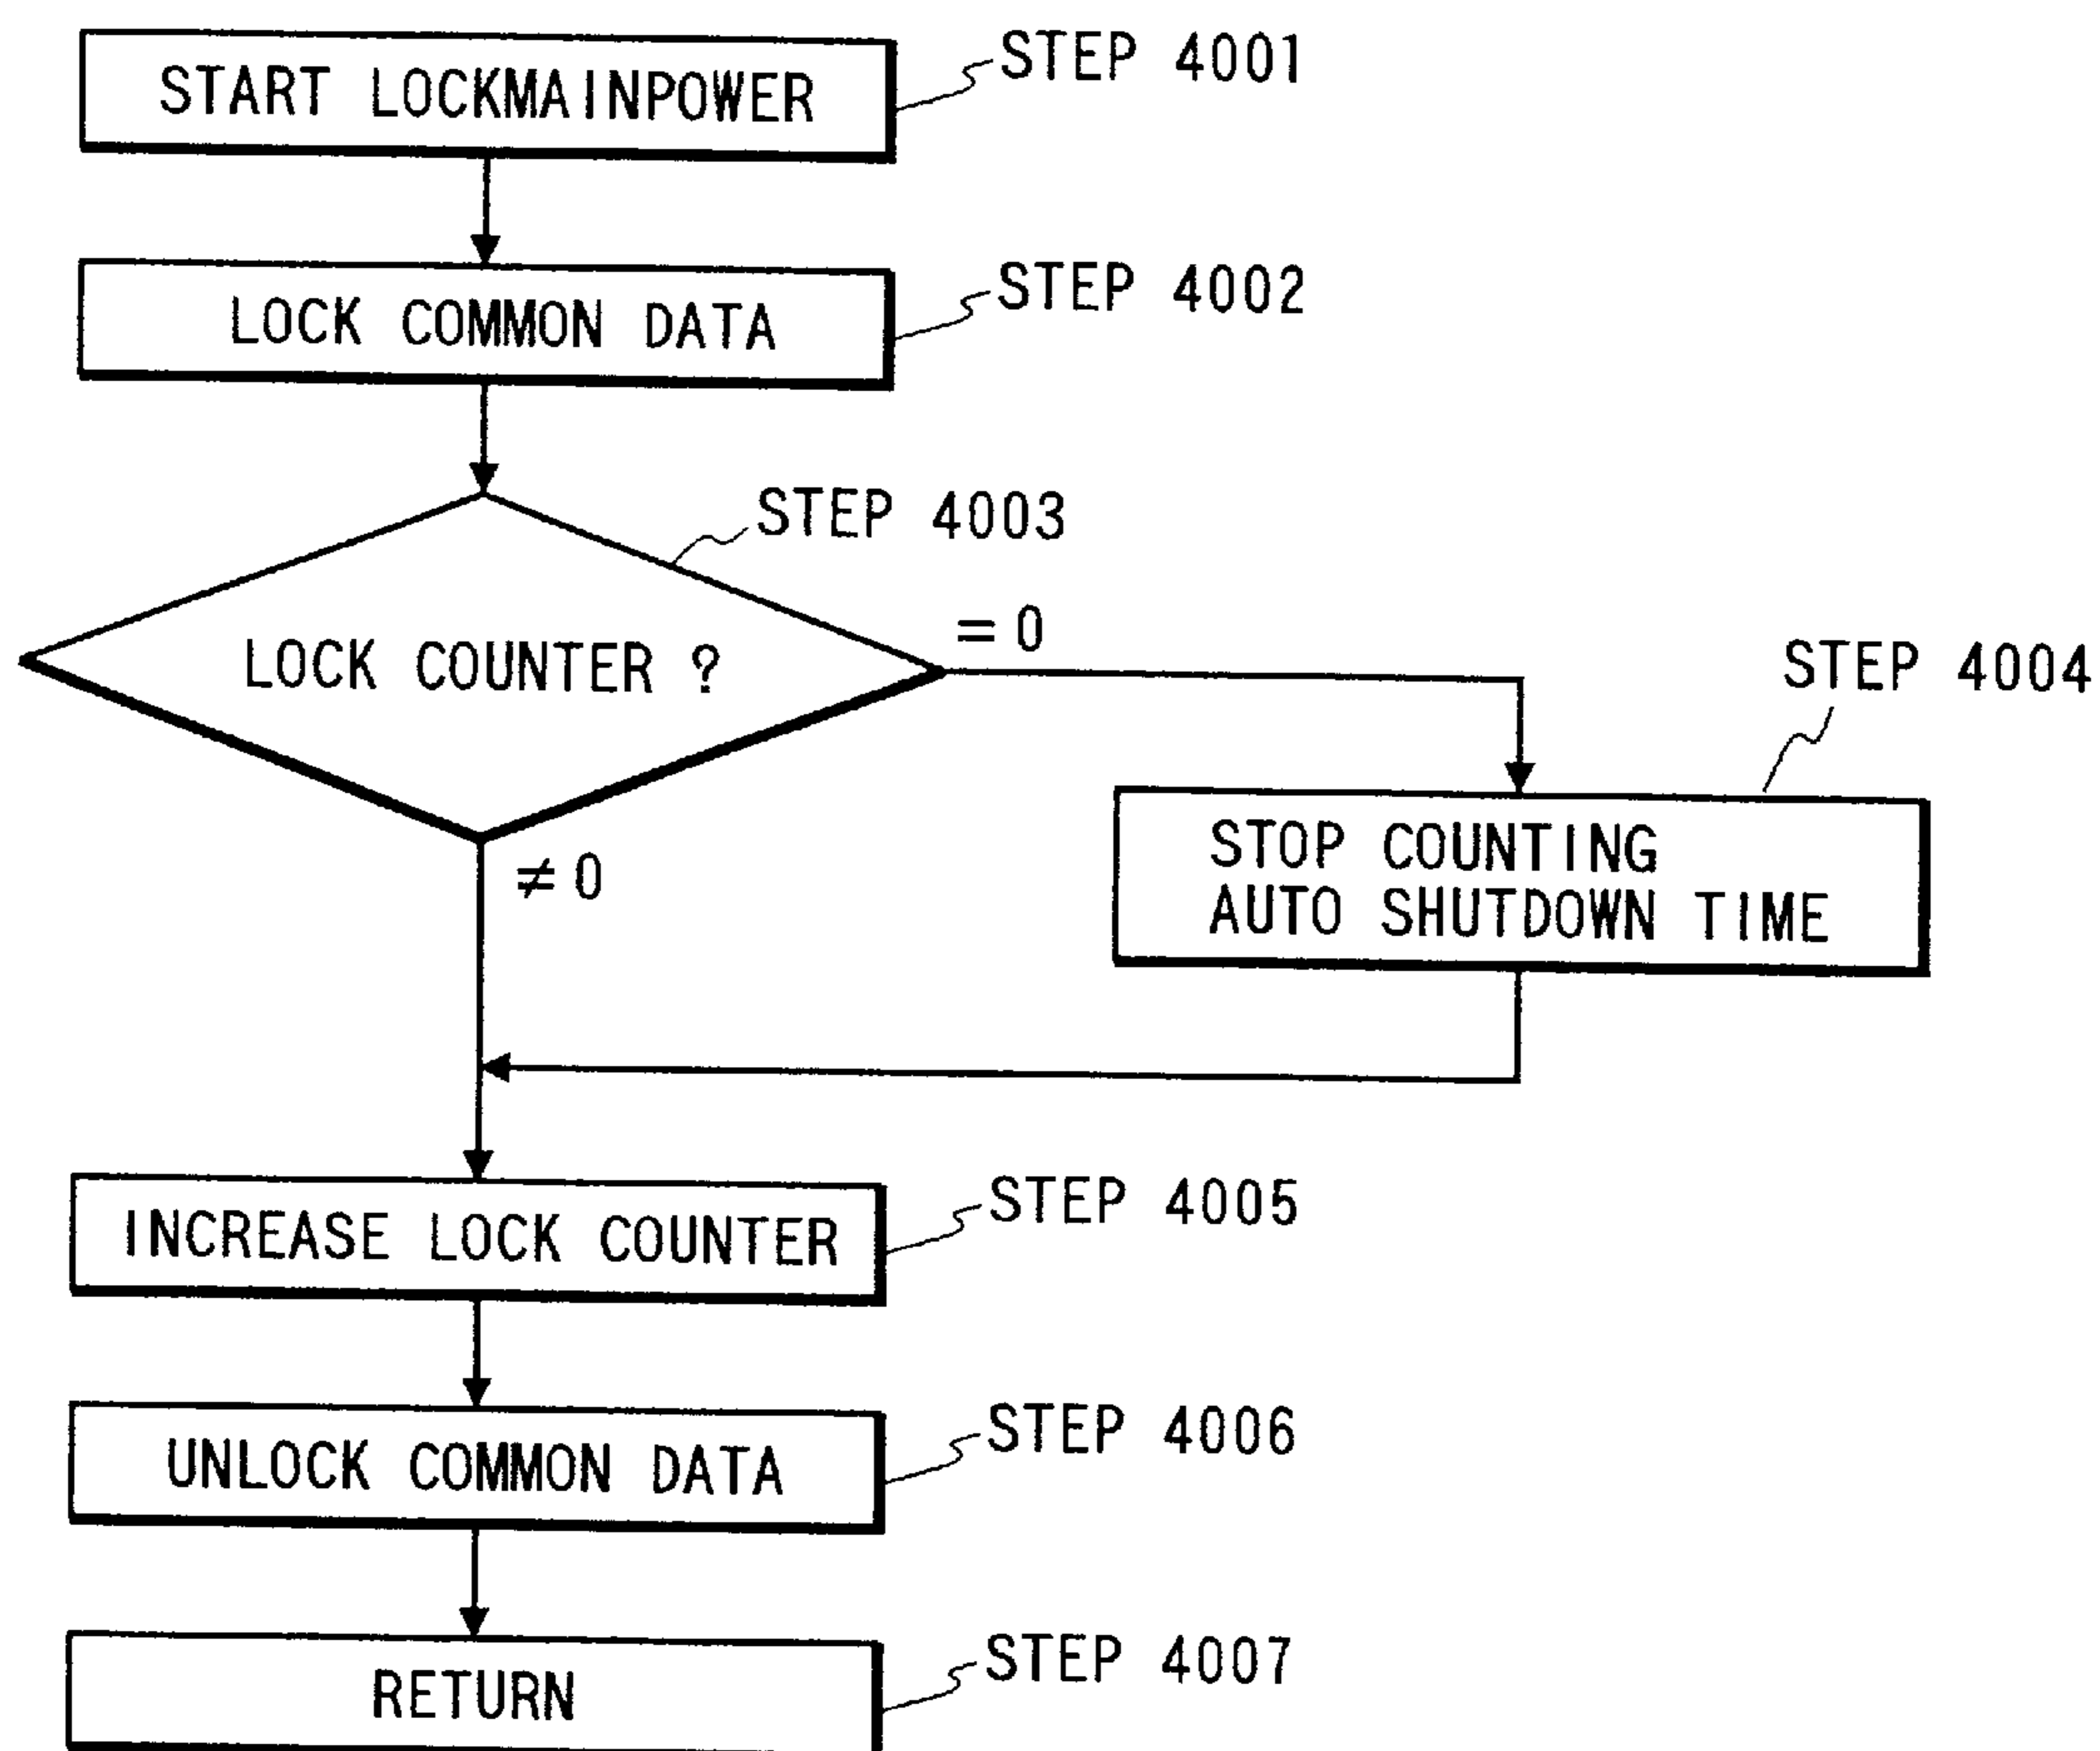 START LOCKMAINPOWER
STEP 4001
LOCK COMMON DATA
STEP 4002
STEP 4003
LOCK COUNTER ?
= 0
STEP 4004
STOP COUNTING
AUTO SHUTDOWN TIME
≠ 0
INCREASE LOCK COUNTER
STEP 4005
UNLOCK COMMON DATA
STEP 4006
RETURN
STEP 4007